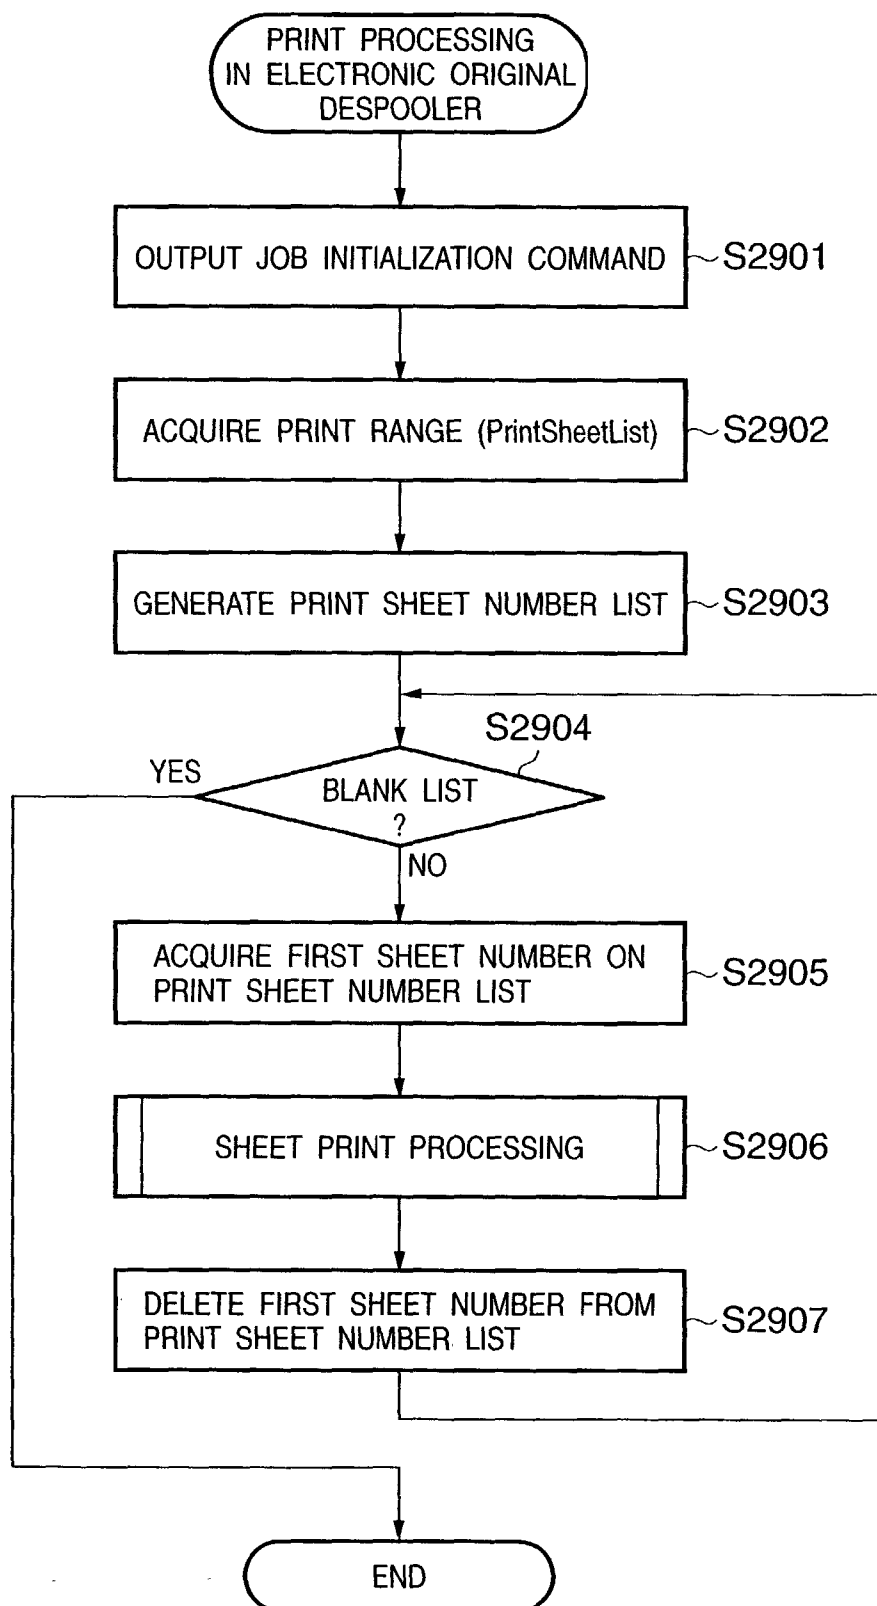 PRINT PROCESSING
IN ELECTRONIC ORIGINAL
DESPOOLER
OUTPUT JOB INITIALIZATION COMMAND
S2901
ACQUIRE PRINT RANGE (PrintSheetList)
S2902
GENERATE PRINT SHEET NUMBER LIST
S2903
S2904
YES
BLANK LIST
?
NO
ACQUIRE FIRST SHEET NUMBER ON
PRINT SHEET NUMBER LIST
S2905
SHEET PRINT PROCESSING
S2906
DELETE FIRST SHEET NUMBER FROM
PRINT SHEET NUMBER LIST
S2907
END